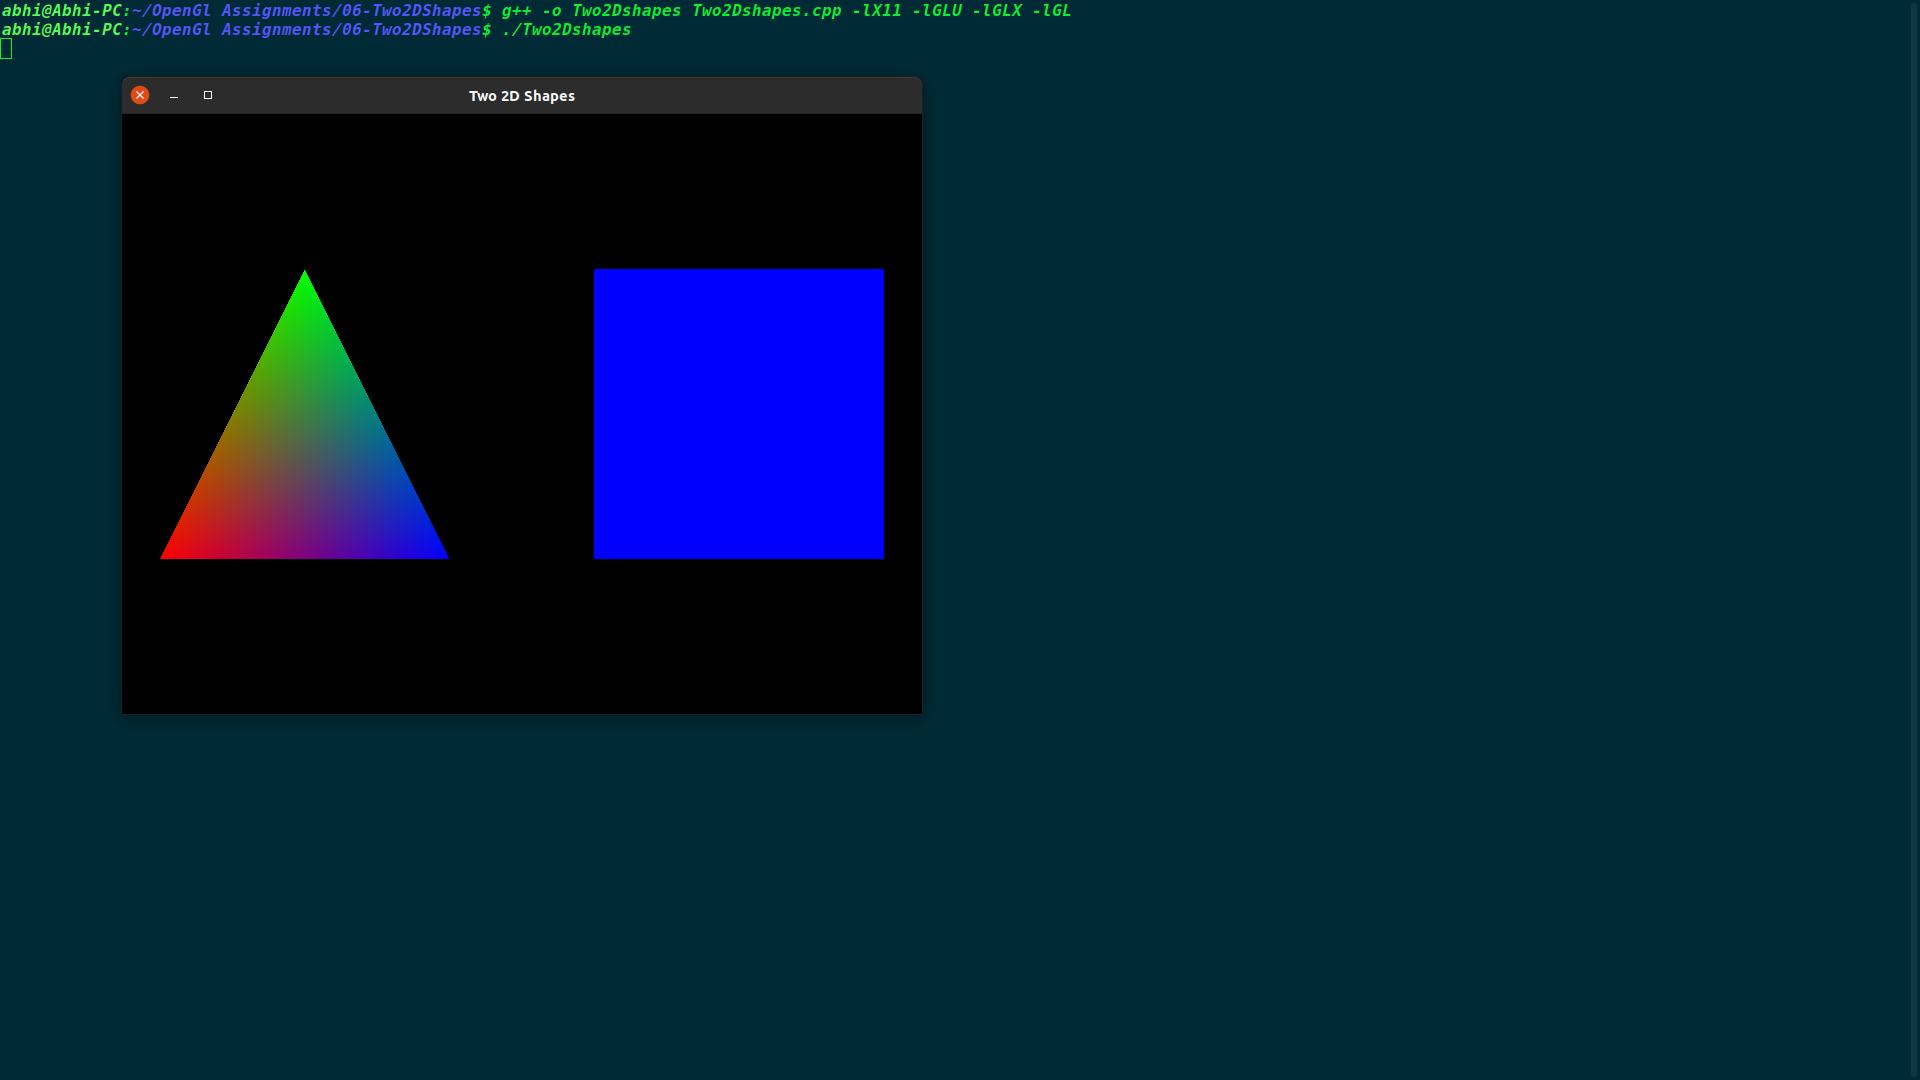 abhi@Abhi-PC:~/OpenGl Assignments/06-Two2DShapes$ g++ -o Two2Dshapes Two2Dshapes.cpp -lX11 -lGLU -lGLX -lGL
abhi@Abhi-PC:~/OpenGl Assignments/06-Two2DShapes$ ./Two2Dshapes
Two 2D Shapes